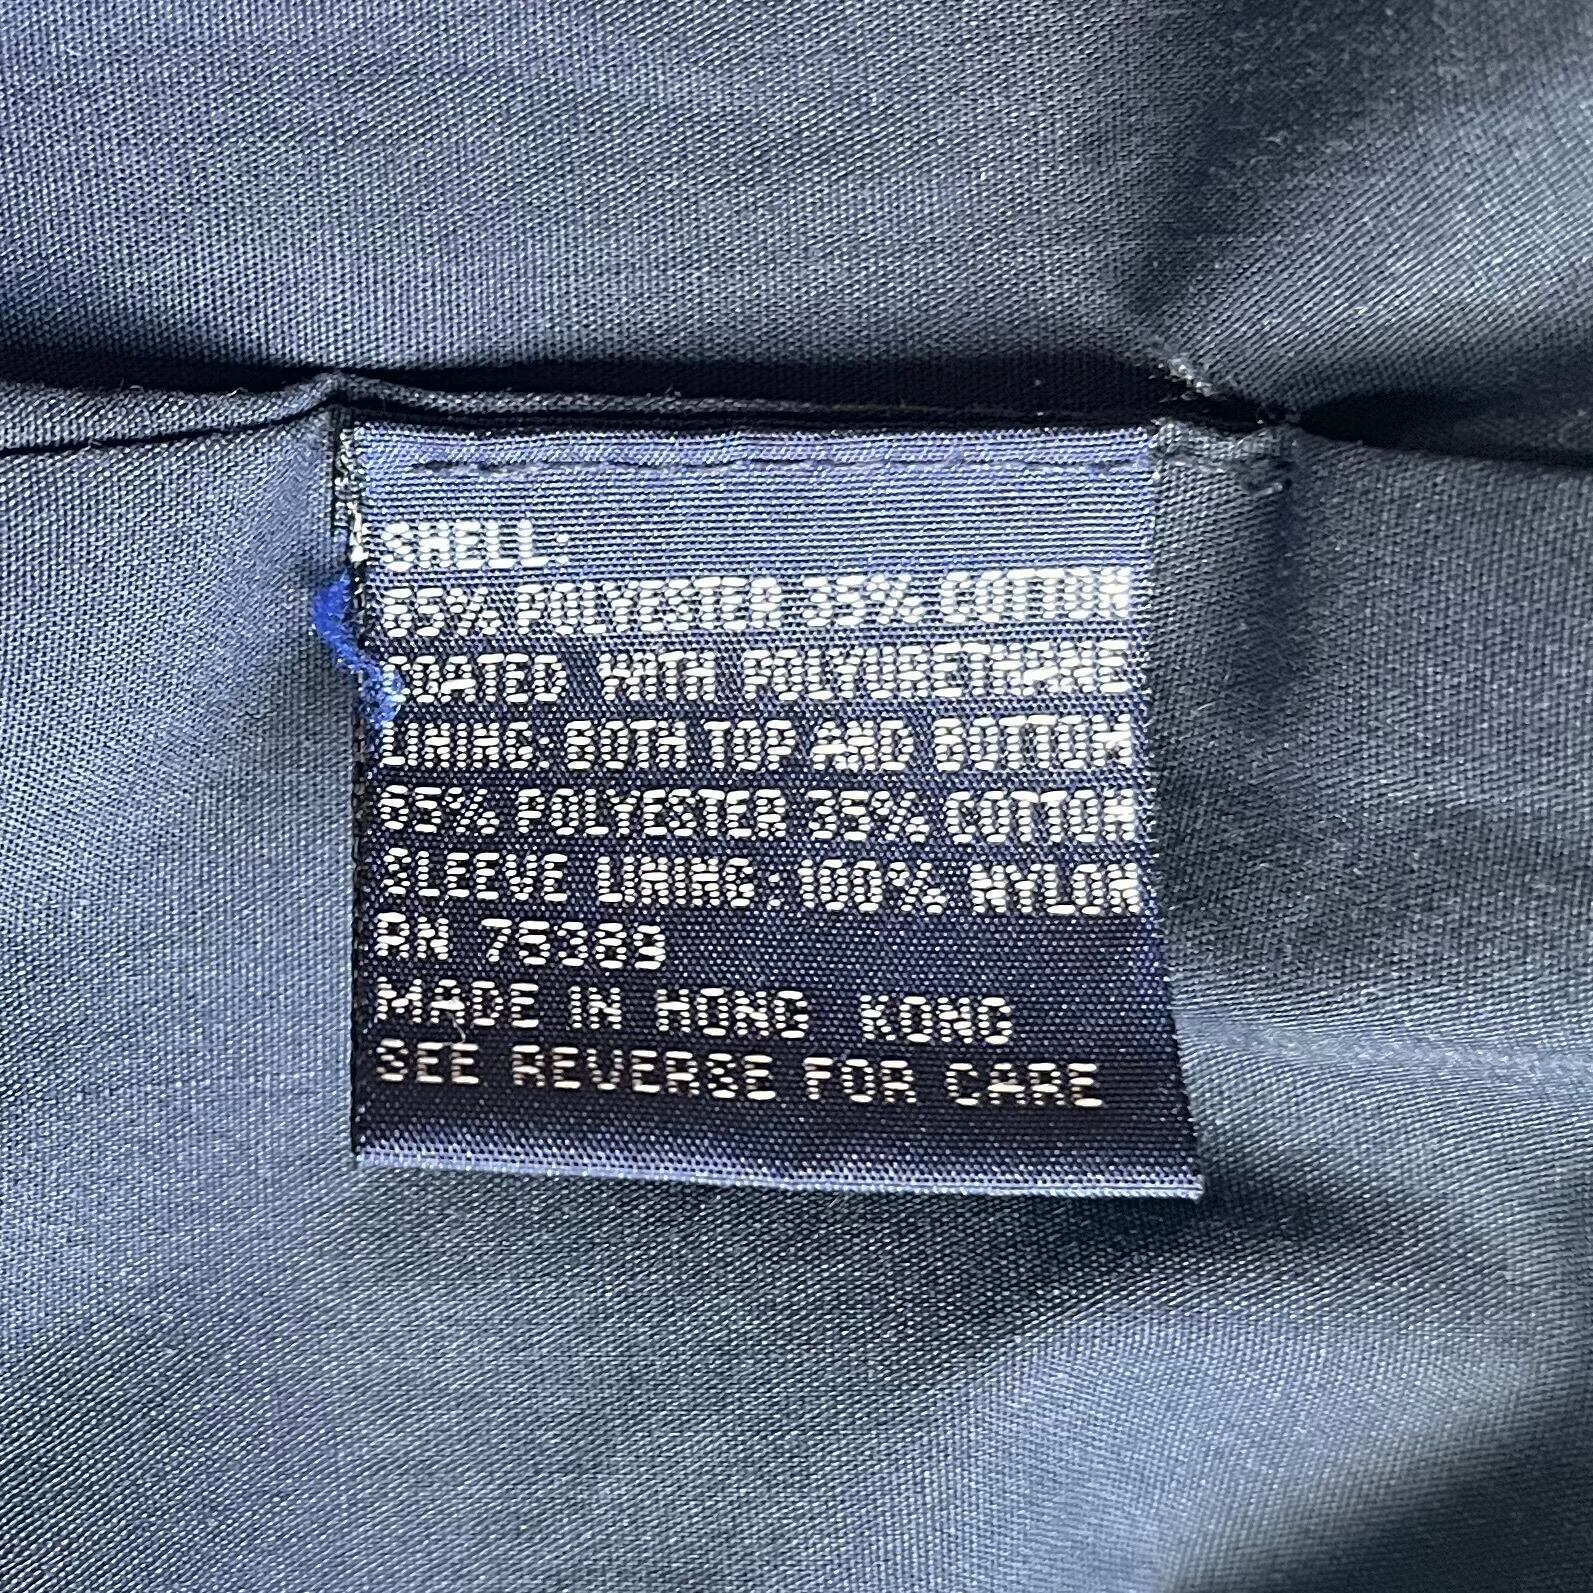 SHELL:
65% POLYESTER 35% COTTON
COATED WITH POLYURETHANE
LINING: BOTH TOP AND BOTTOM
65% POLYESTER 35% COTTON
SLEEVE LINING: 100% NYLON
RN 75389
MADE IN HONG KONG
SEE REVERSE FOR CARE